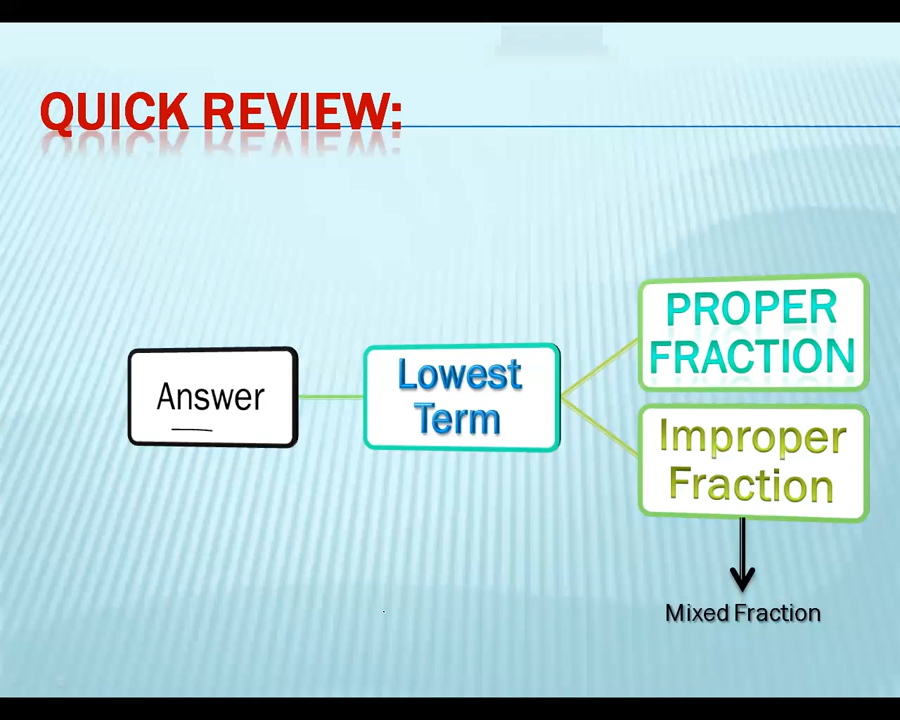 QUICK REVIEW:
Answer
Lowest
Term
PROPER
FRACTION
Improper
Fraction
Mixed Fraction